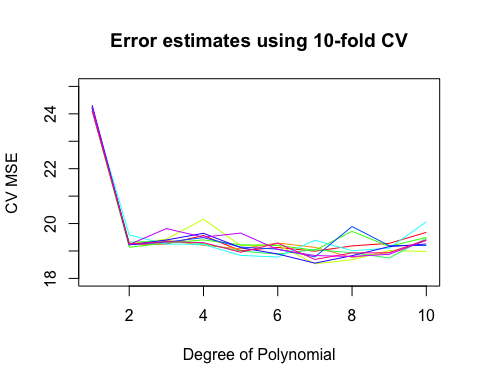 Error estimates using 10-fold CV
CV MSE
24
22
20
18
2 4 6 8 10
Degree of Polynomial